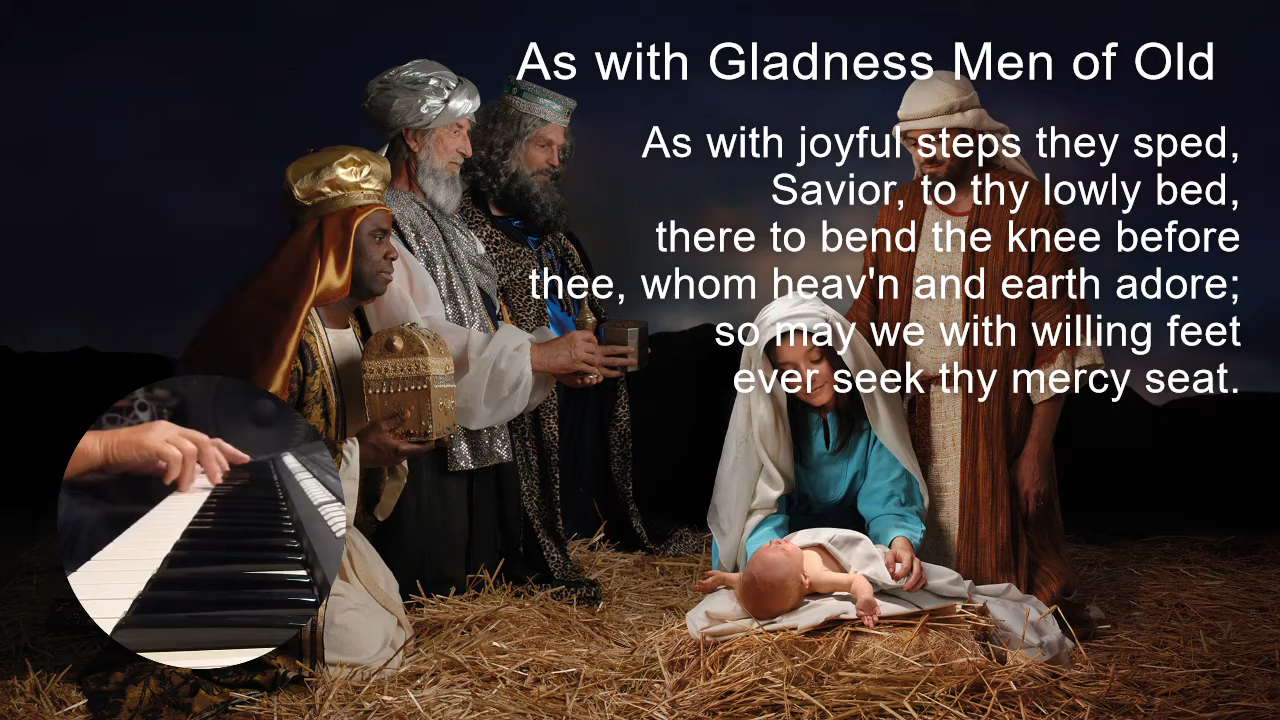 As with Gladness Men of Old
As with joyful steps they sped,
Savior, to thy lowly bed,
there to bend the knee before
thee, whom heav'n and earth adore;
so may we with willing feet
ever seek thy mercy seat.